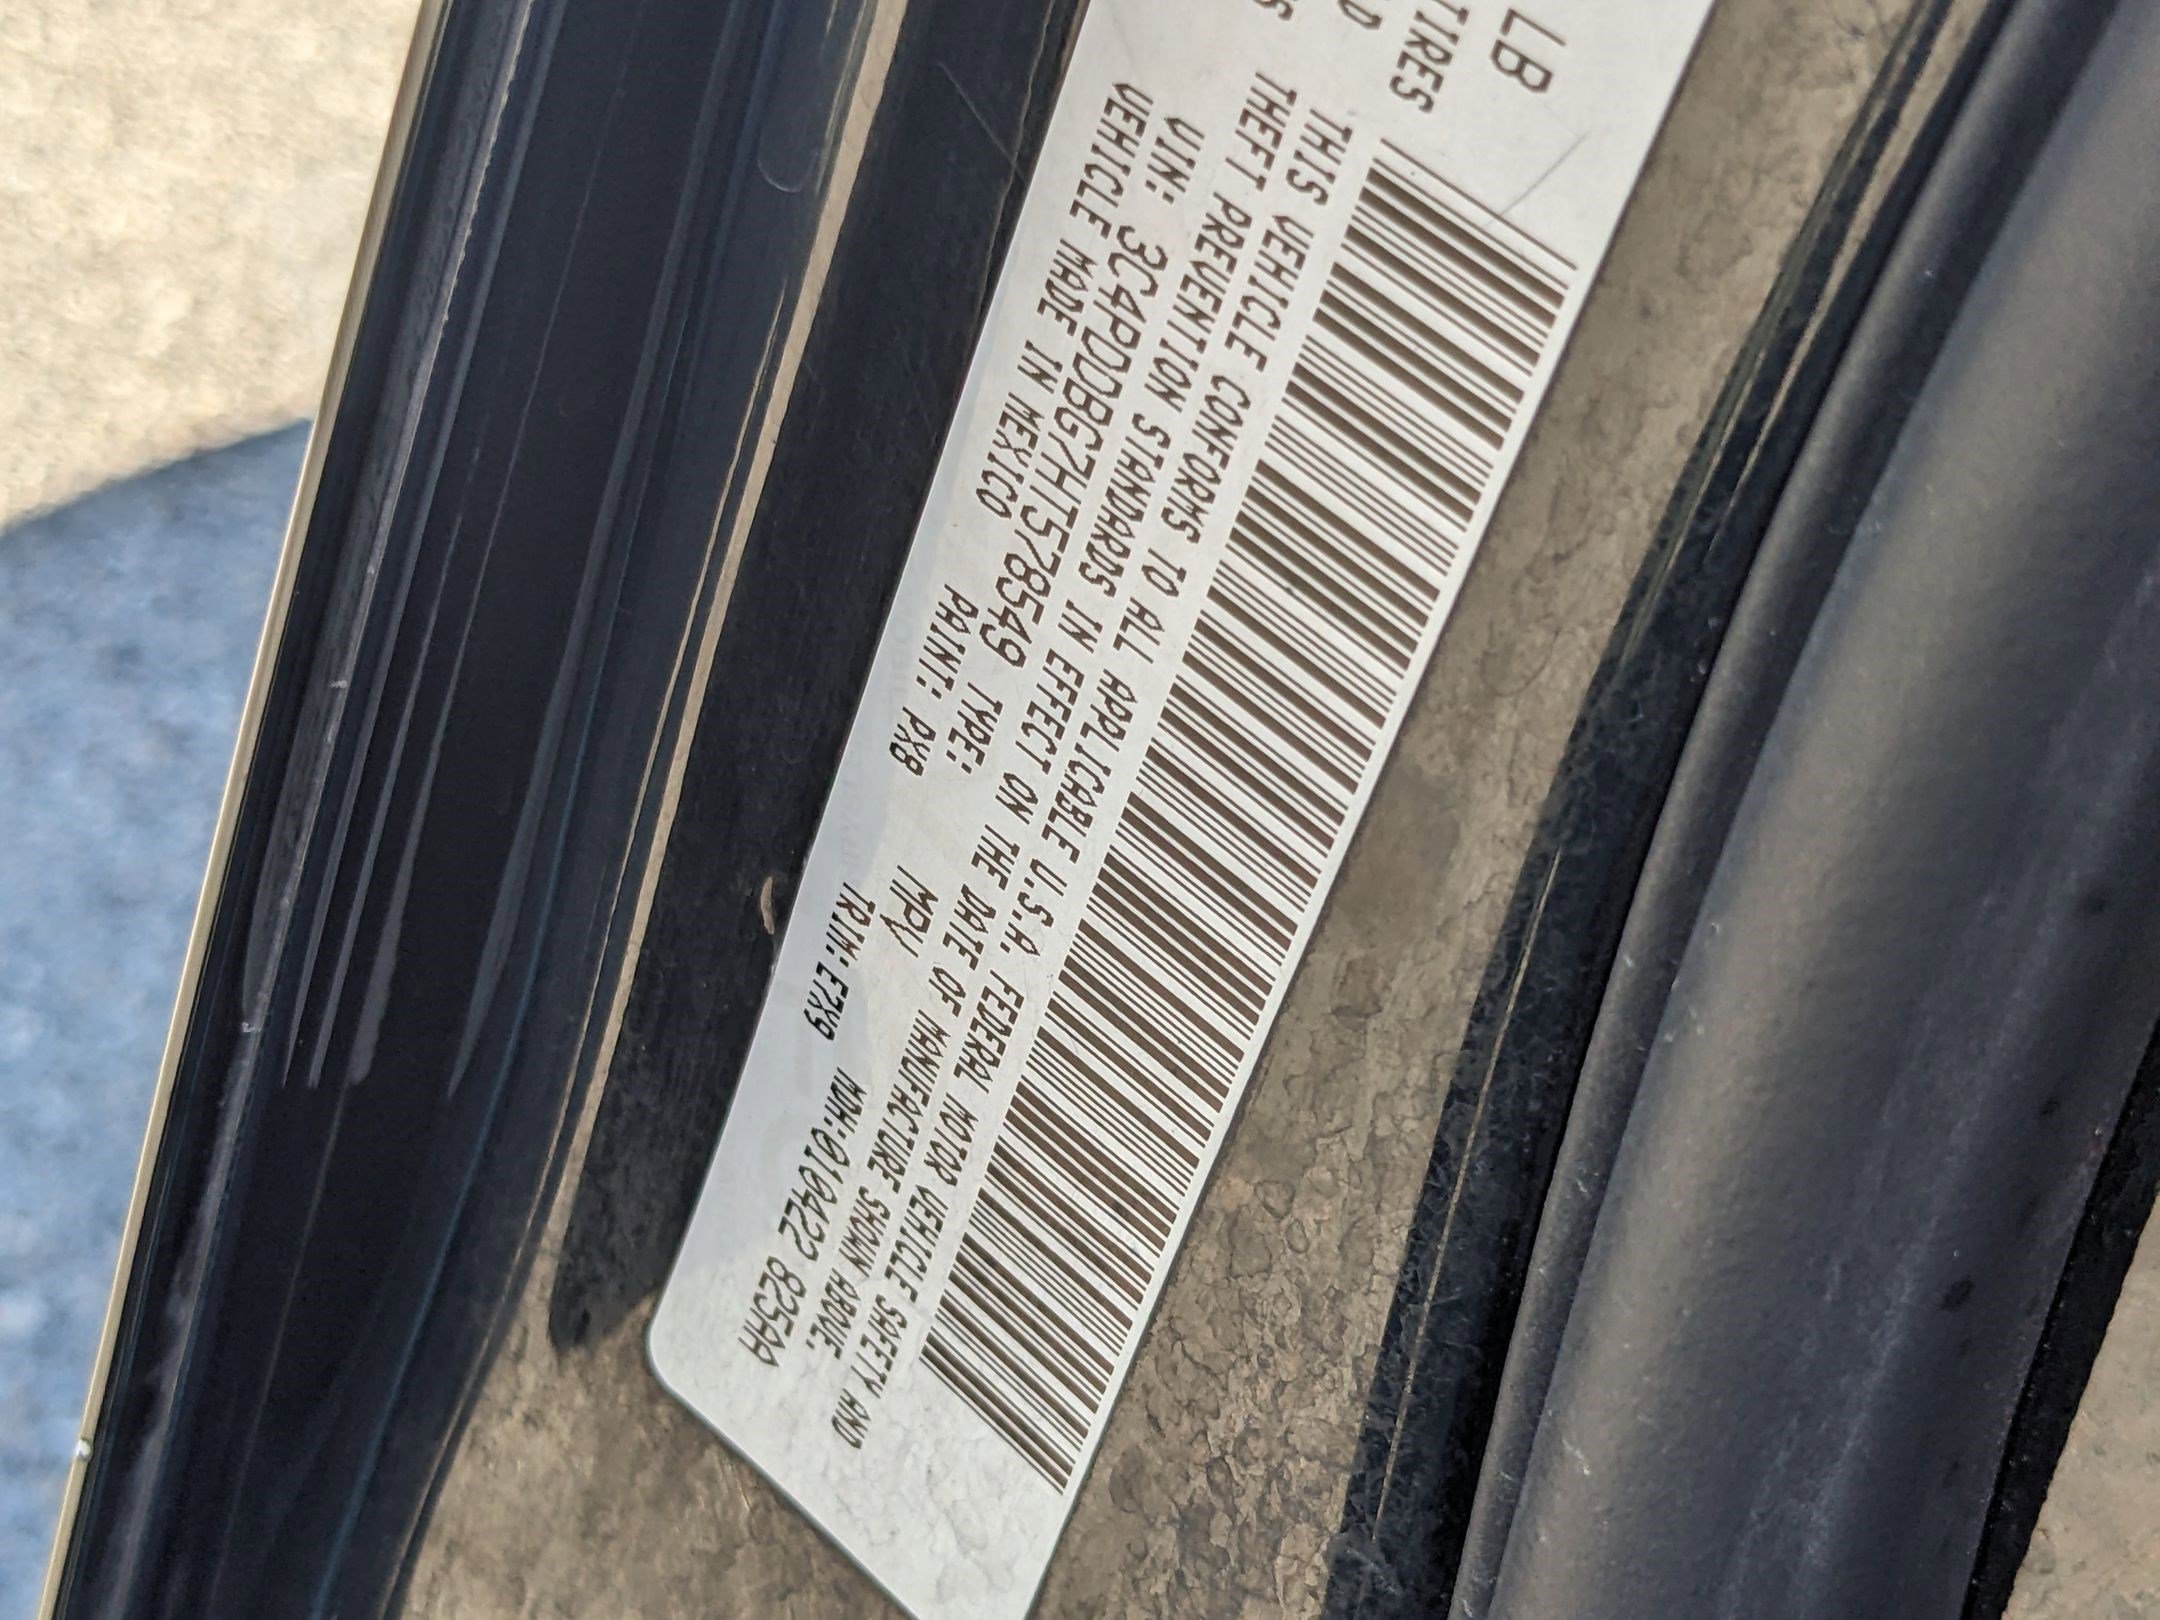 LB
TIRES
THIS VEHICLE CONFORMS TO ALL APPLICABLE U.S.A. FEDERAL MOTOR VEHICLE SAFETY AND
THEFT PREVENTION STANDARDS IN EFFECT ON THE DATE OF MANUFACTURE SHOWN ABOVE.
VIN: 3C4PDDBG7HT578549 TYPE: MPV MDH:010422 825AA
VEHICLE MADE IN MEXICO PAINT: PX8 TRIM: E7X9